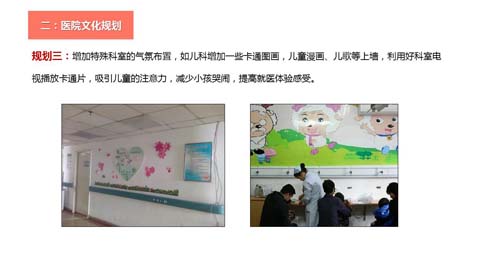 二：医院文化规划
规划三：增加特殊科室的气氛布置，如儿科增加一些卡通图画，儿童漫画、儿歌等上墙，利用好科室电
视播放卡通片，吸引儿童的注意力，减少小孩哭闹，提高就医体验感受。